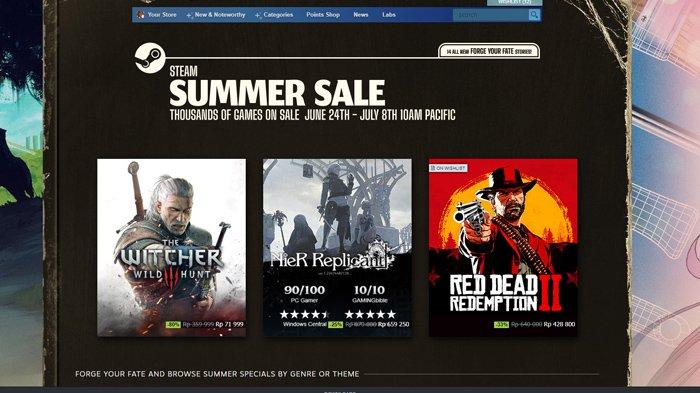 WISHLIST (12)
Your Store New & Noteworthy Categories Points Shop News Labs search
14 ALL NEW FORGE YOUR FATE STORIES!
STEAM
SUMMER SALE
THOUSANDS OF GAMES ON SALE JUNE 24TH - JULY 8TH 10AM PACIFIC
ON WISHLIST
THE
WITCHER
WILD HUNT
-80% Rp 359 999 Rp 71 999
NieR Replicant
90/100 10/10
PC Gamer GAMINGbible
Windows Central -25% Rp 879 000 Rp 659 250
RED DEAD
REDEMPTION II
-33% Rp 640 000 Rp 428 800
FORGE YOUR FATE AND BROWSE SUMMER SPECIALS BY GENRE OR THEME